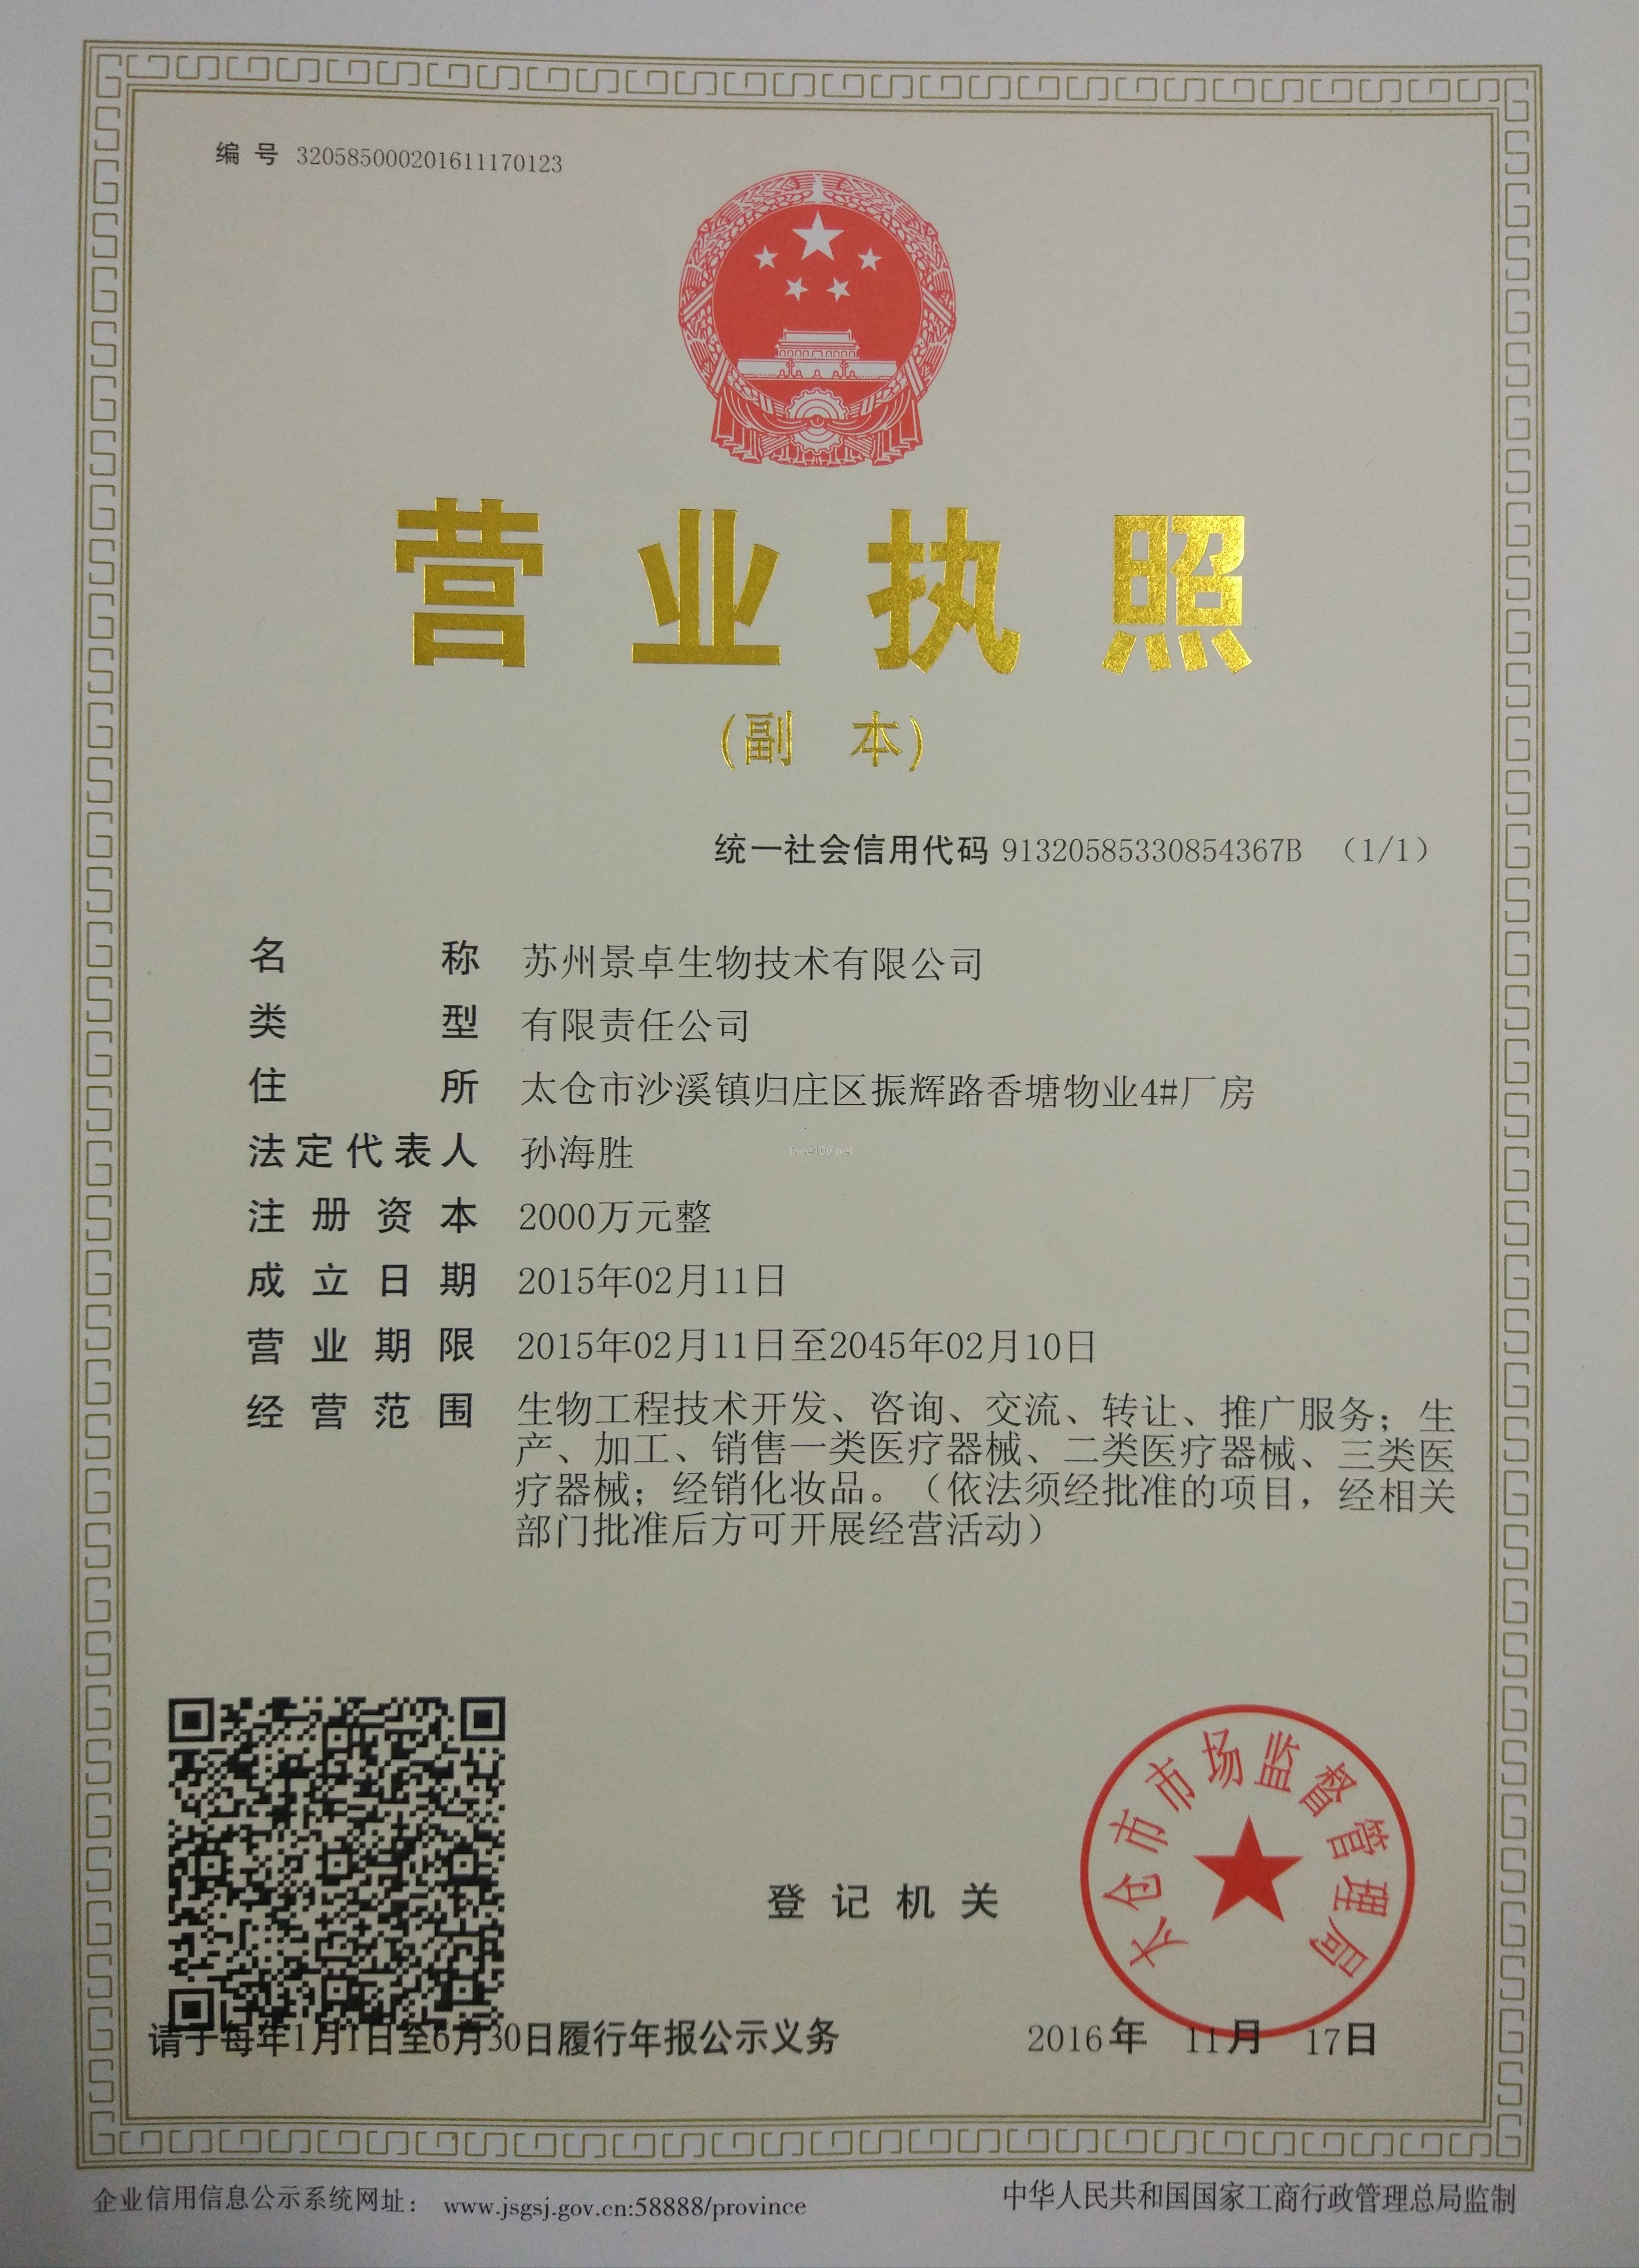 编 号 320585000201611170123
营业执照
(副 本)
统一社会信用代码 91320585330854367B （1/1）
名 称 苏州景卓生物技术有限公司
类 型 有限责任公司
住 所 太仓市沙溪镇归庄区振辉路香塘物业4#厂房
法定代表人 孙海胜
face100.net
注 册 资 本 2000万元整
成 立 日 期 2015年02月11日
营 业 期 限 2015年02月11日至2045年02月10日
经 营 范 围 生物工程技术开发、咨询、交流、转让、推广服务；生
产、加工、销售一类医疗器械、二类医疗器械、三类医
疗器械；经销化妆品。（依法须经批准的项目，经相关
部门批准后方可开展经营活动）
太仓市市场监督管理局
登 记 机 关
请于每年1月1日至6月30日履行年报公示义务
2016年 11月 17日
企业信用信息公示系统网址： www.jsgsj.gov.cn:58888/province
中华人民共和国国家工商行政管理总局监制